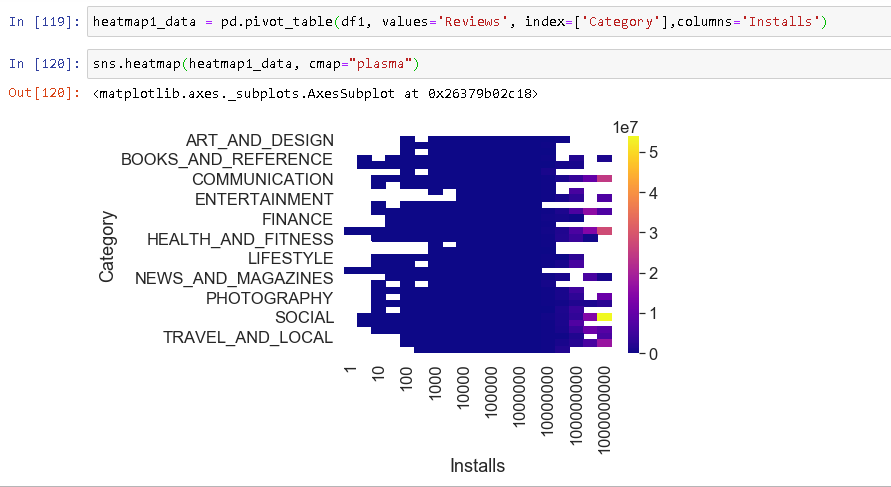 In [119]: heatmap1_data = pd.pivot_table(df1, values='Reviews', index=['Category'],columns='Installs')
In [120]: sns.heatmap(heatmap1_data, cmap="plasma")
Out[120]: <matplotlib.axes._subplots.AxesSubplot at 0x26379b02c18>
1e7
ART_AND_DESIGN
BOOKS_AND_REFERENCE
COMMUNICATION
ENTERTAINMENT
FINANCE
HEALTH_AND_FITNESS
LIFESTYLE
NEWS_AND_MAGAZINES
PHOTOGRAPHY
SOCIAL
TRAVEL_AND_LOCAL
Category
5
4
3
2
1
0
1
10
100
1000
10000
100000
1000000
10000000
100000000
1000000000
Installs